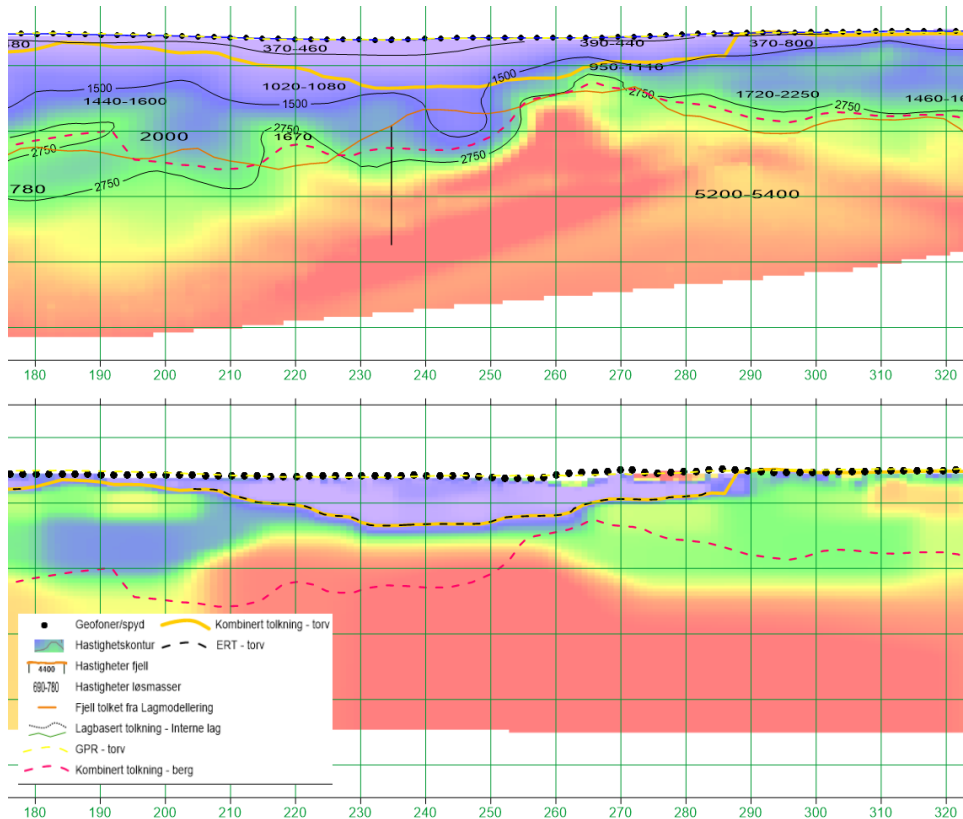 380
370-460
390-440
370-800
950-1110
1500
1020-1080
1500
1440-1600
1500
2750
1720-2250
2750
1460-16
2000
2750
1670
2750
2750
780
5200-5400
180 190 200 210 220 230 240 250 260 270 280 290 300 310 320
Geofoner/spyd
Kombinert tolkning - torv
Hastighetskontur
ERT - torv
4400
Hastigheter fjell
690-780
Hastigheter løsmasser
Fjell tolket fra Lagmodellering
Lagbasert tolkning - Interne lag
GPR - torv
Kombinert tolkning - berg
180 190 200 210 220 230 240 250 260 270 280 290 300 310 320